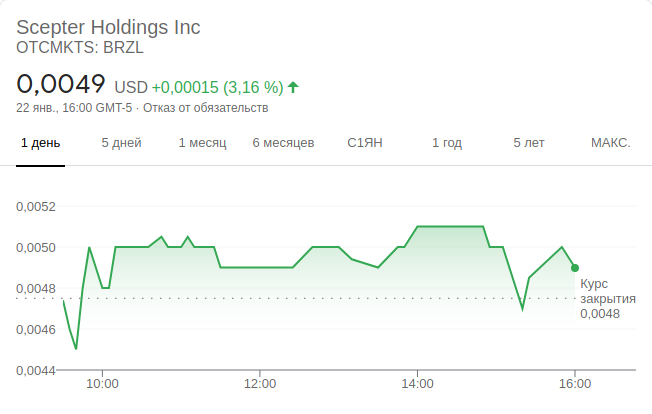 Scepter Holdings Inc
OTCMKTS: BRZL
0,0049 USD +0,00015 (3,16 %)
22 янв., 16:00 GMT-5 · Отказ от обязательств
1 день 5 дней 1 месяц 6 месяцев С1ЯН 1 год 5 лет МАКС.
0,0052
0,0050
0,0048
0,0046
0,0044
Курс
закрытия
0,0048
10:00 12:00 14:00 16:00